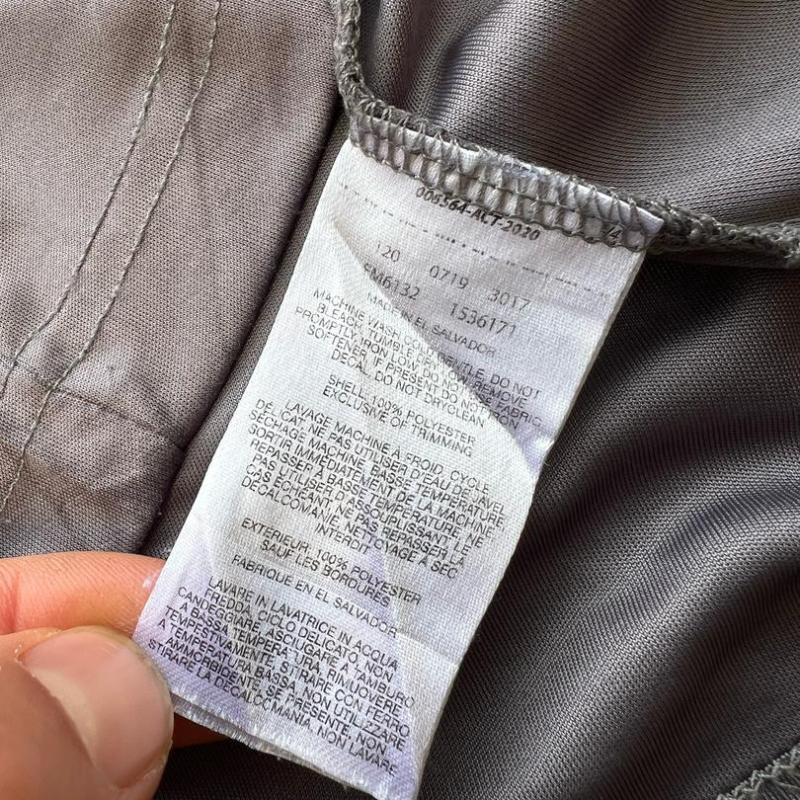 006564-ALT-2020
120 0719 3017
FM6132 1536171
MADE IN EL SALVADOR
MACHINE WASH COLD GENTLE, DO NOT
BLEACH, TUMBLE DRY LOW, REMOVE
PROMPTLY, IRON LOW, DO NOT USE FABRIC
SOFTENER, IF PRESENT DO NOT IRON
DECAL, DO NOT DRYCLEAN
SHELL: 100% POLYESTER
EXCLUSIVE OF TRIMMING
LAVAGE MACHINE À FROID, CYCLE
DÉLICAT NE PAS UTILISER D'EAU DE JAVEL
SÉCHAGE MACHINE, BASSE TEMPÉRATURE
SORTIR IMMÉDIATEMENT DE LA MACHINE
REPASSER À BASSE TEMPÉRATURE, NE
PAS UTILISER D'ASSOUPLISSANT, LE
CAS ÉCHÉANT, NE PAS REPASSER LA
DÉCALCOMANIE, NETTOYAGE A SEC
INTERDIT
EXTÉRIEUR: 100% POLYESTER
SAUF LES BORDURES
FABRIQUÉ EN EL SALVADOR
LAVARE IN LAVATRICE IN ACQUA
FREDDA, CICLO DELICATO, NON
CANDEGGIARE, ASCIUGARE A TAMBURO
A BASSA TEMPERATURA, RIMUOVERE
TEMPESTIVAMENTE, STIRARE CON FERRO
A TEMPERATURA BASSA, NON UTILIZZARE
AMMORBIDENTE, SE PRESENTE, NON
STIRARE LA DECALCOMANIA, NON LAVARE